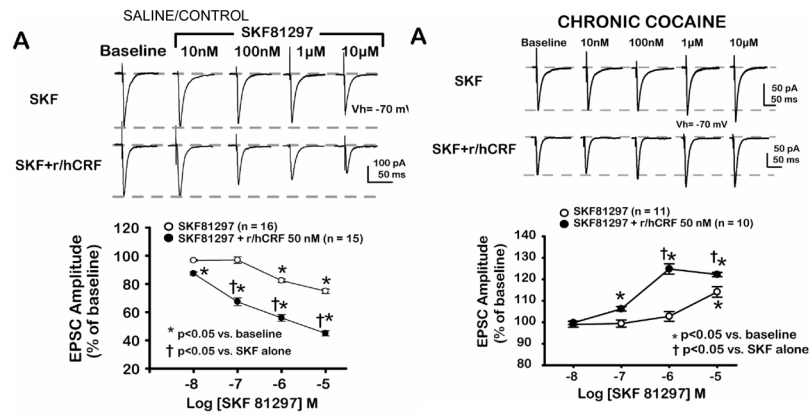 SALINE/CONTROL
A
SKF81297
Baseline 10nM 100nM 1µM 10µM
SKF
Vh= -70 mV
SKF+r/hCRF
100 pA
50 ms
SKF81297 (n = 16)
SKF81297 + r/hCRF 50 nM (n = 15)
EPSC Amplitude
(% of baseline)
100
80
60
40
20
* * *
* †* †* †*
* p<0.05 vs. baseline
† p<0.05 vs. SKF alone
-8 -7 -6 -5
Log [SKF 81297] M
A
CHRONIC COCAINE
Baseline 10nM 100nM 1µM 10µM
SKF
50 pA
50 ms
Vh= -70 mV
SKF+r/hCRF
50 pA
50 ms
SKF81297 (n = 11)
SKF81297 + r/hCRF 50 nM (n = 10)
EPSC Amplitude
(% of baseline)
140
130
120
110
100
90
* †* †*
*
* p<0.05 vs. baseline
† p<0.05 vs. SKF alone
-8 -7 -6 -5
Log [SKF 81297] M